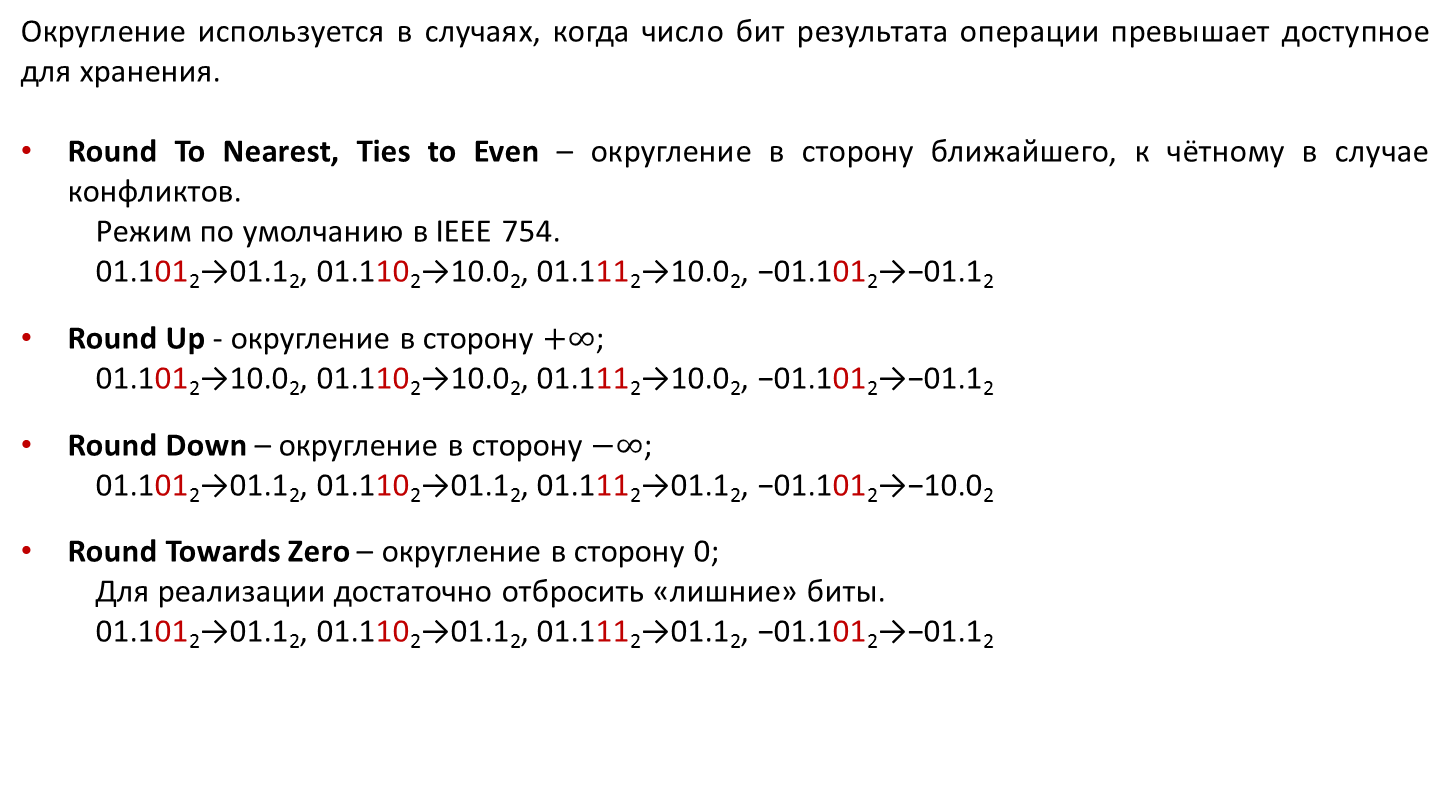 Округление используется в случаях, когда число бит результата операции превышает доступное
для хранения.
• Round To Nearest, Ties to Even – округление в сторону ближайшего, к чётному в случае
конфликтов.
Режим по умолчанию в IEEE 754.
01.101₂→01.1₂, 01.110₂→10.0₂, 01.111₂→10.0₂, −01.101₂→−01.1₂
• Round Up - округление в сторону +∞;
01.101₂→10.0₂, 01.110₂→10.0₂, 01.111₂→10.0₂, −01.101₂→−01.1₂
• Round Down – округление в сторону −∞;
01.101₂→01.1₂, 01.110₂→01.1₂, 01.111₂→01.1₂, −01.101₂→−10.0₂
• Round Towards Zero – округление в сторону 0;
Для реализации достаточно отбросить «лишние» биты.
01.101₂→01.1₂, 01.110₂→01.1₂, 01.111₂→01.1₂, −01.101₂→−01.1₂